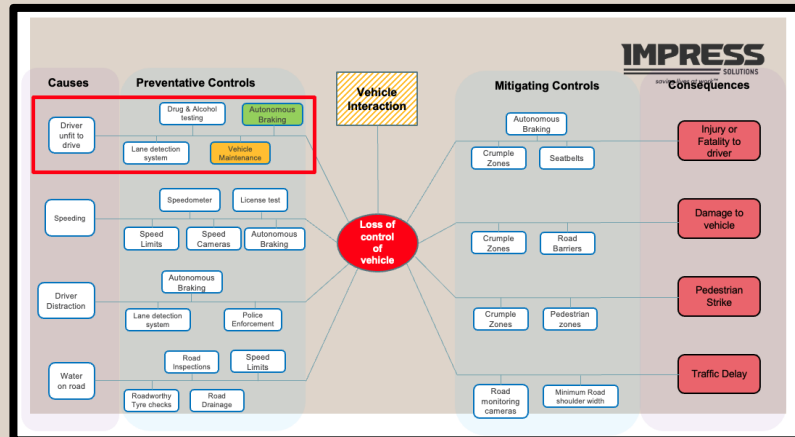 IMPRESS
SOLUTIONS
saving lives at work™
Causes
Preventative Controls
Vehicle
Interaction
Mitigating Controls
Consequences
Driver
unfit to
drive
Drug & Alcohol
testing
Autonomous
Braking
Lane detection
system
Vehicle
Maintenance
Speeding
Speedometer
License test
Speed
Limits
Speed
Cameras
Autonomous
Braking
Driver
Distraction
Autonomous
Braking
Lane detection
system
Police
Enforcement
Water
on road
Road
Inspections
Speed
Limits
Roadworthy
Tyre checks
Road
Drainage
Loss of
control
of
vehicle
Autonomous
Braking
Crumple
Zones
Seatbelts
Injury or
Fatality to
driver
Crumple
Zones
Road
Barriers
Damage to
vehicle
Crumple
Zones
Pedestrian
zones
Pedestrian
Strike
Road
monitoring
cameras
Minimum Road
shoulder width
Traffic Delay